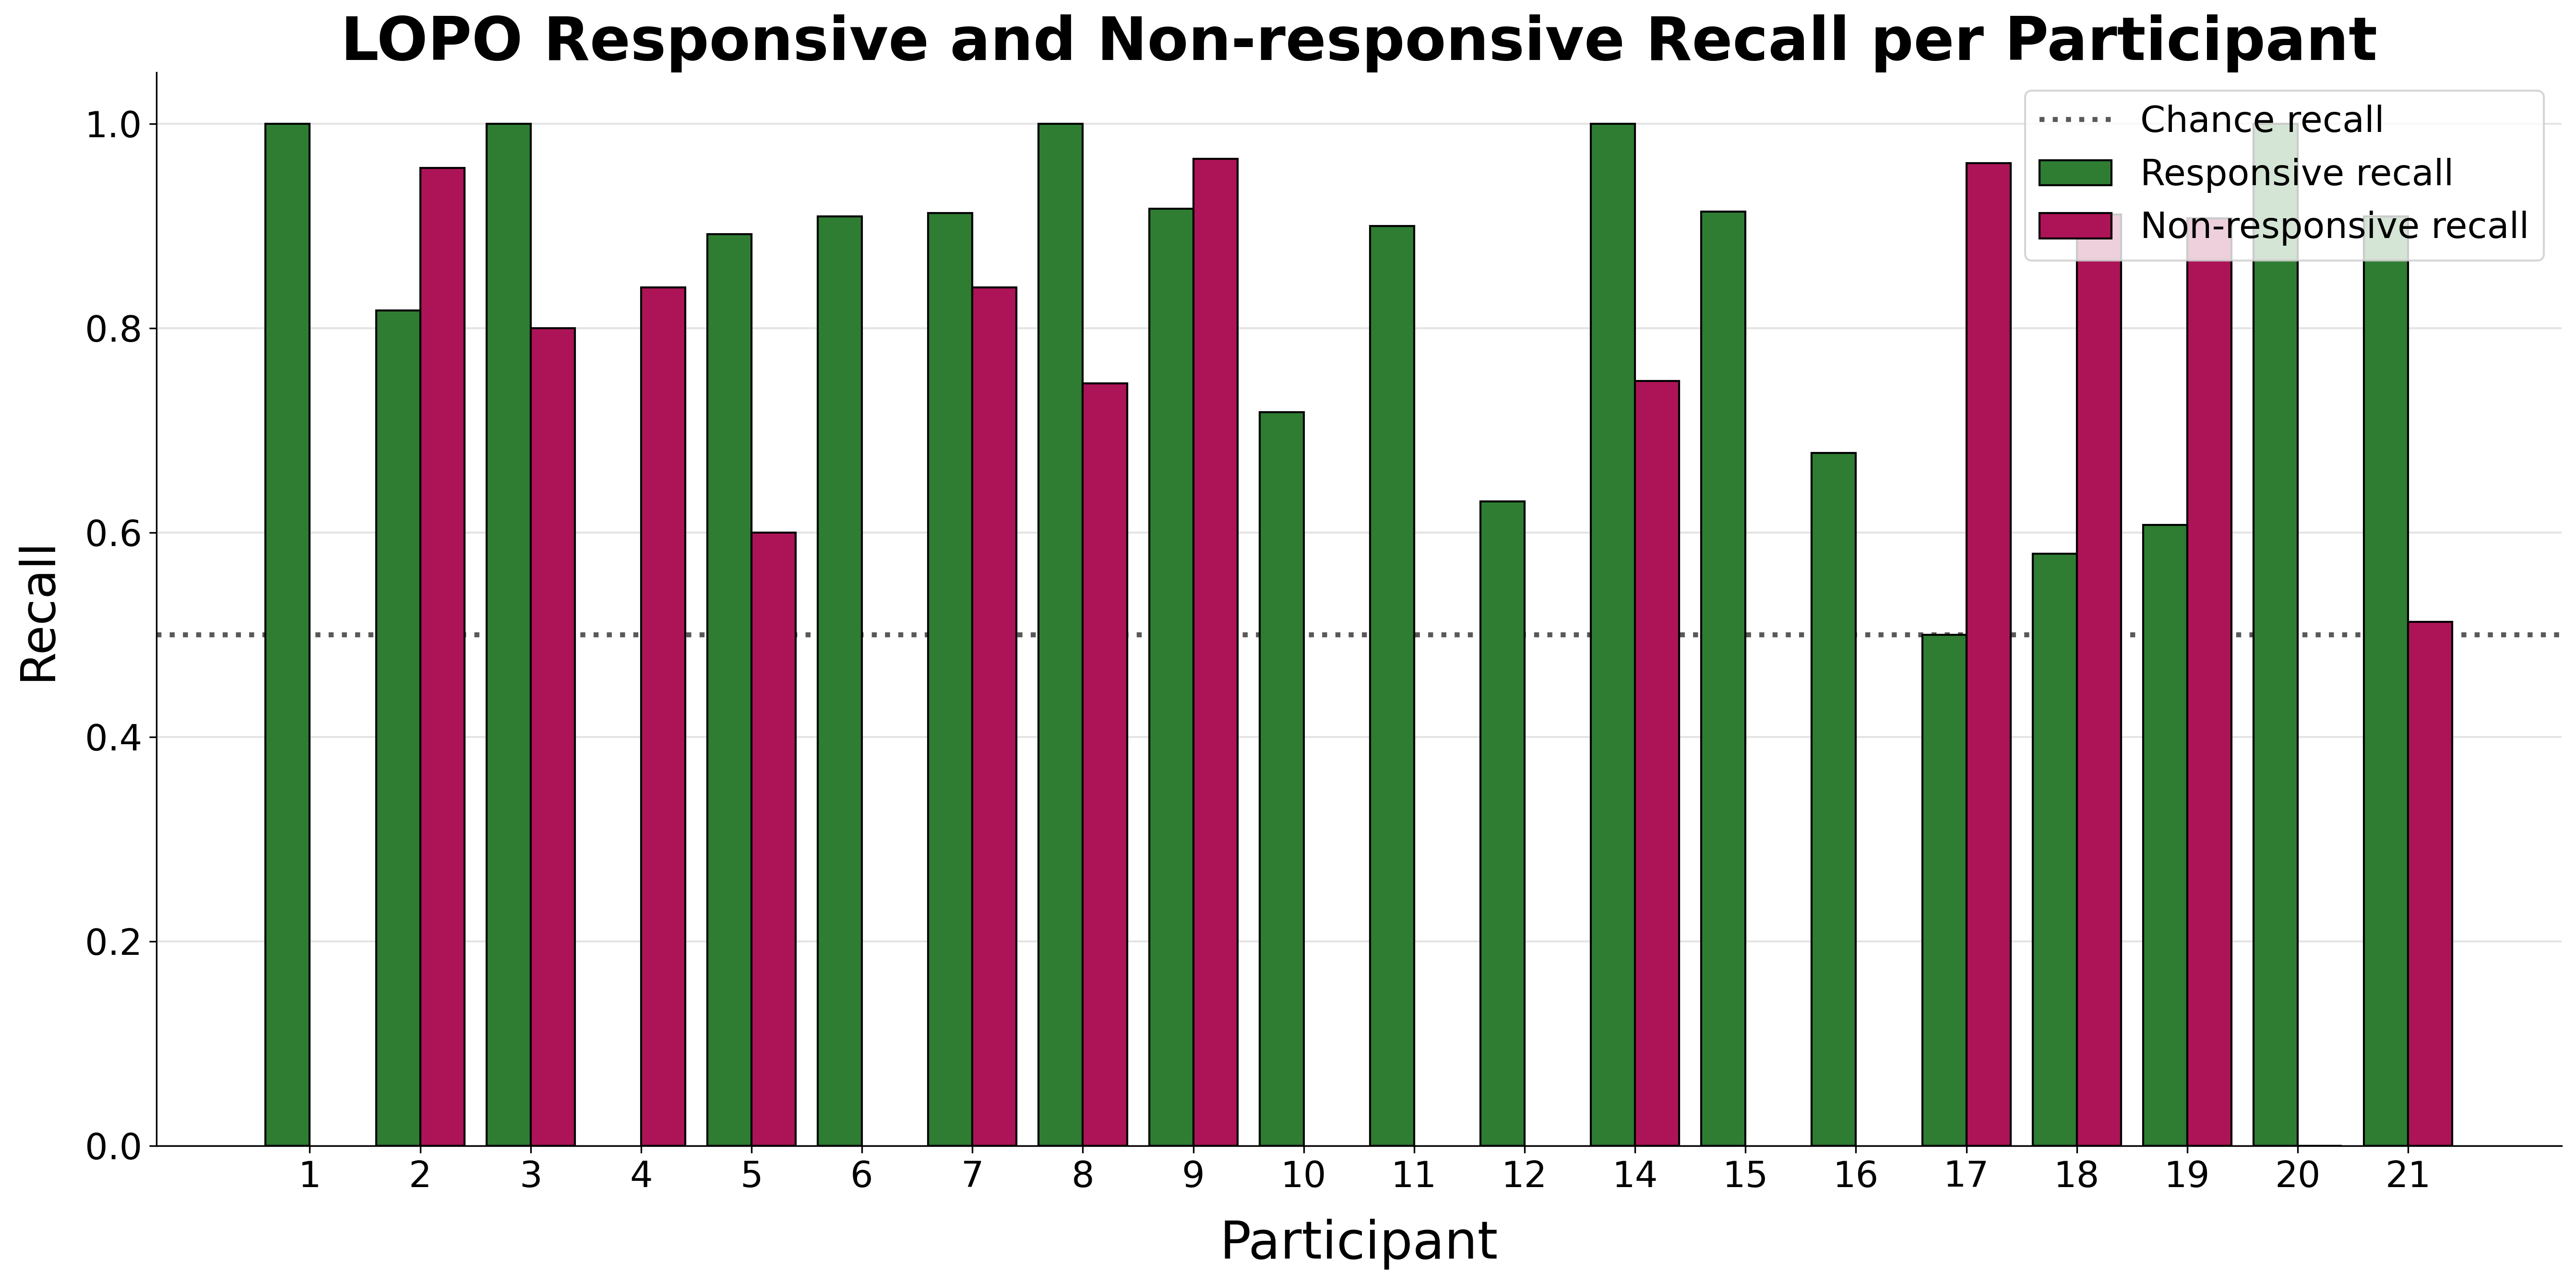 LOPO Responsive and Non-responsive Recall per Participant
Chance recall
Responsive recall
Non-responsive recall
1.0
0.8
0.6
0.4
0.2
0.0
Recall
1 2 3 4 5 6 7 8 9 10 11 12 14 15 16 17 18 19 20 21
Participant